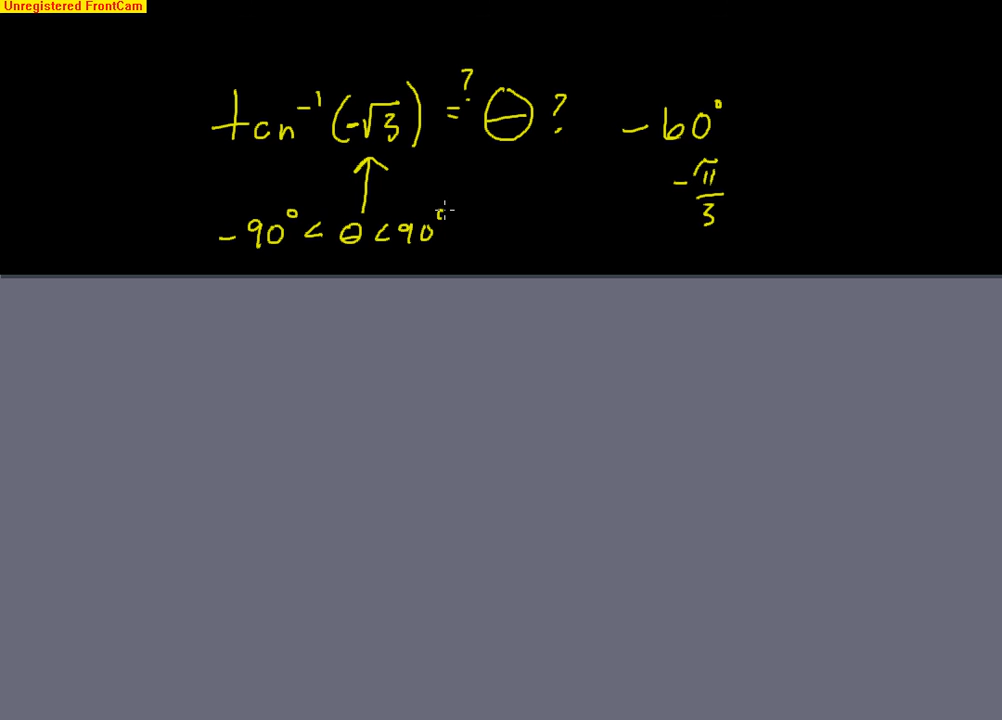 Unregistered FrontCam
tan⁻¹(-√3) =? θ? -60°
-π/3
-90° < θ < 90°